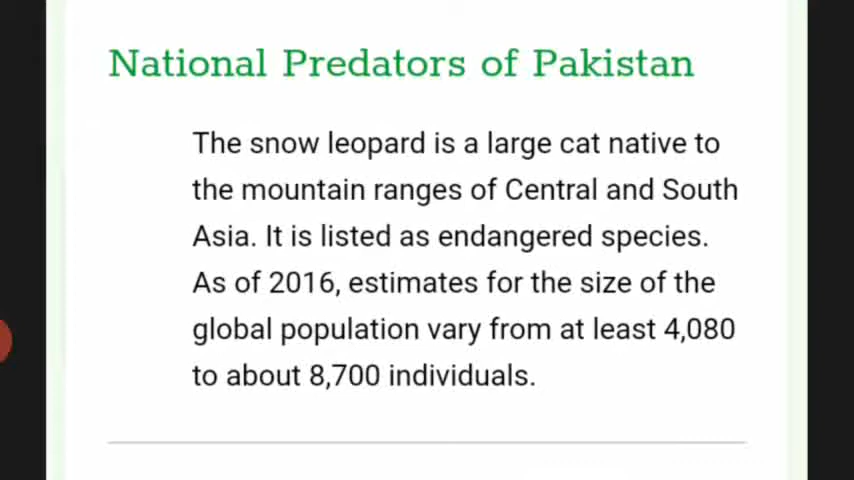 National Predators of Pakistan
The snow leopard is a large cat native to
the mountain ranges of Central and South
Asia. It is listed as endangered species.
As of 2016, estimates for the size of the
global population vary from at least 4,080
to about 8,700 individuals.